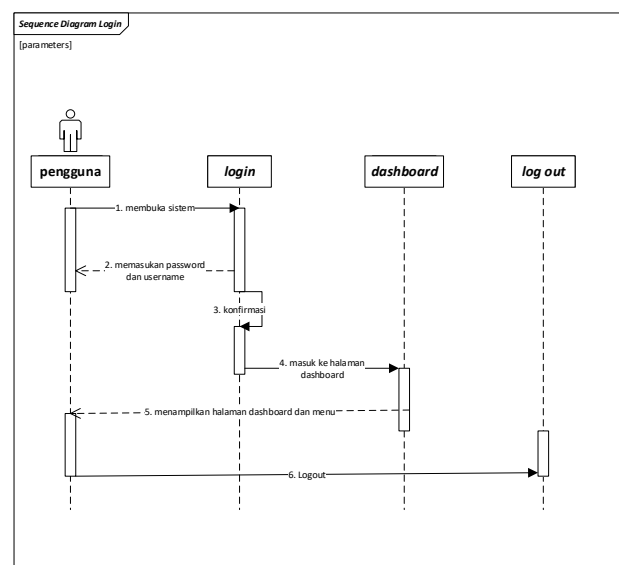 Sequence Diagram Login
[parameters]
pengguna
login
dashboard
log out
1. membuka sistem
2. memasukan password
dan username
3. konfirmasi
4. masuk ke halaman
dashboard
5. menampilkan halaman dashboard dan menu
6. Logout